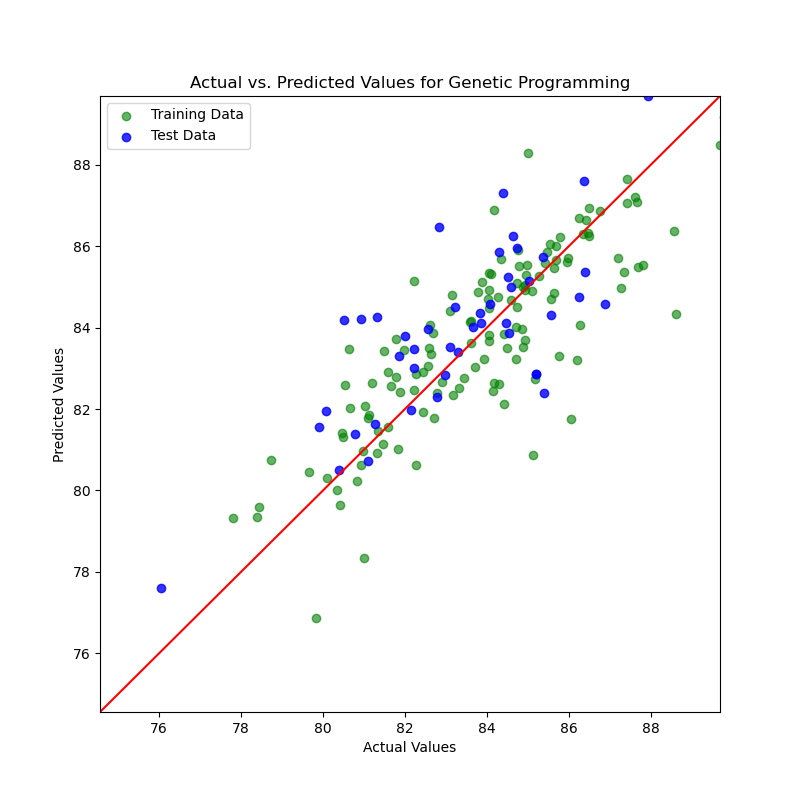 Actual vs. Predicted Values for Genetic Programming
Training Data
Test Data
88
86
84
82
80
78
76
Predicted Values
76 78 80 82 84 86 88
Actual Values